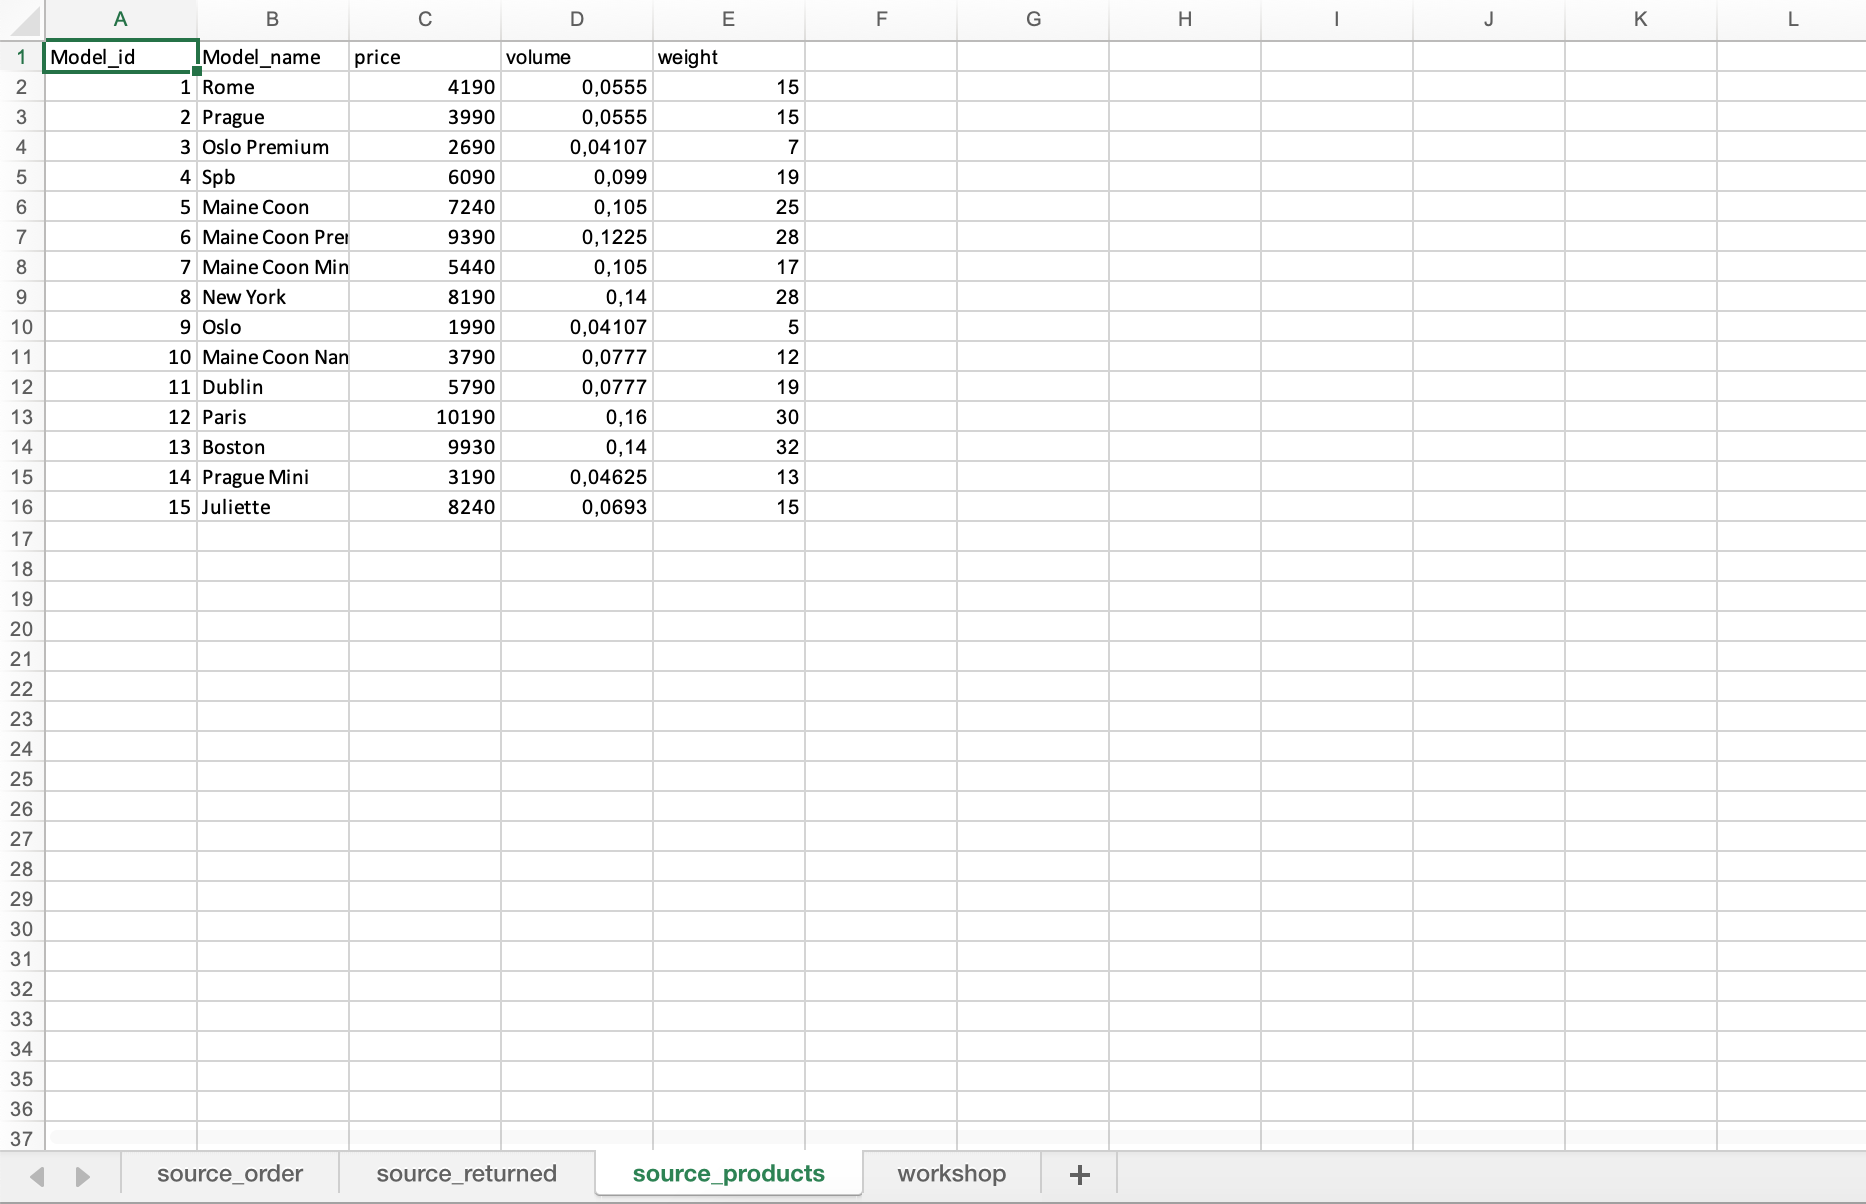 A B C D E F G H I J K L
1 Model_id Model_name price volume weight
2 1 Rome 4190 0,0555 15
3 2 Prague 3990 0,0555 15
4 3 Oslo Premium 2690 0,04107 7
5 4 Spb 6090 0,099 19
6 5 Maine Coon 7240 0,105 25
7 6 Maine Coon Prer 9390 0,1225 28
8 7 Maine Coon Min 5440 0,105 17
9 8 New York 8190 0,14 28
10 9 Oslo 1990 0,04107 5
11 10 Maine Coon Nan 3790 0,0777 12
12 11 Dublin 5790 0,0777 19
13 12 Paris 10190 0,16 30
14 13 Boston 9930 0,14 32
15 14 Prague Mini 3190 0,04625 13
16 15 Juliette 8240 0,0693 15
17
18
19
20
21
22
23
24
25
26
27
28
29
30
31
32
33
34
35
36
37
source_order source_returned source_products workshop +